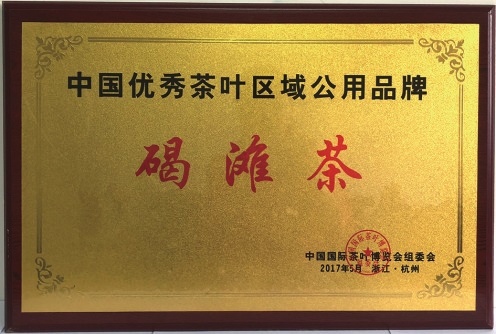 中国优秀茶叶区域公用品牌
碣滩茶
中国国际茶叶博览会组委会
2017年5月 浙江·杭州